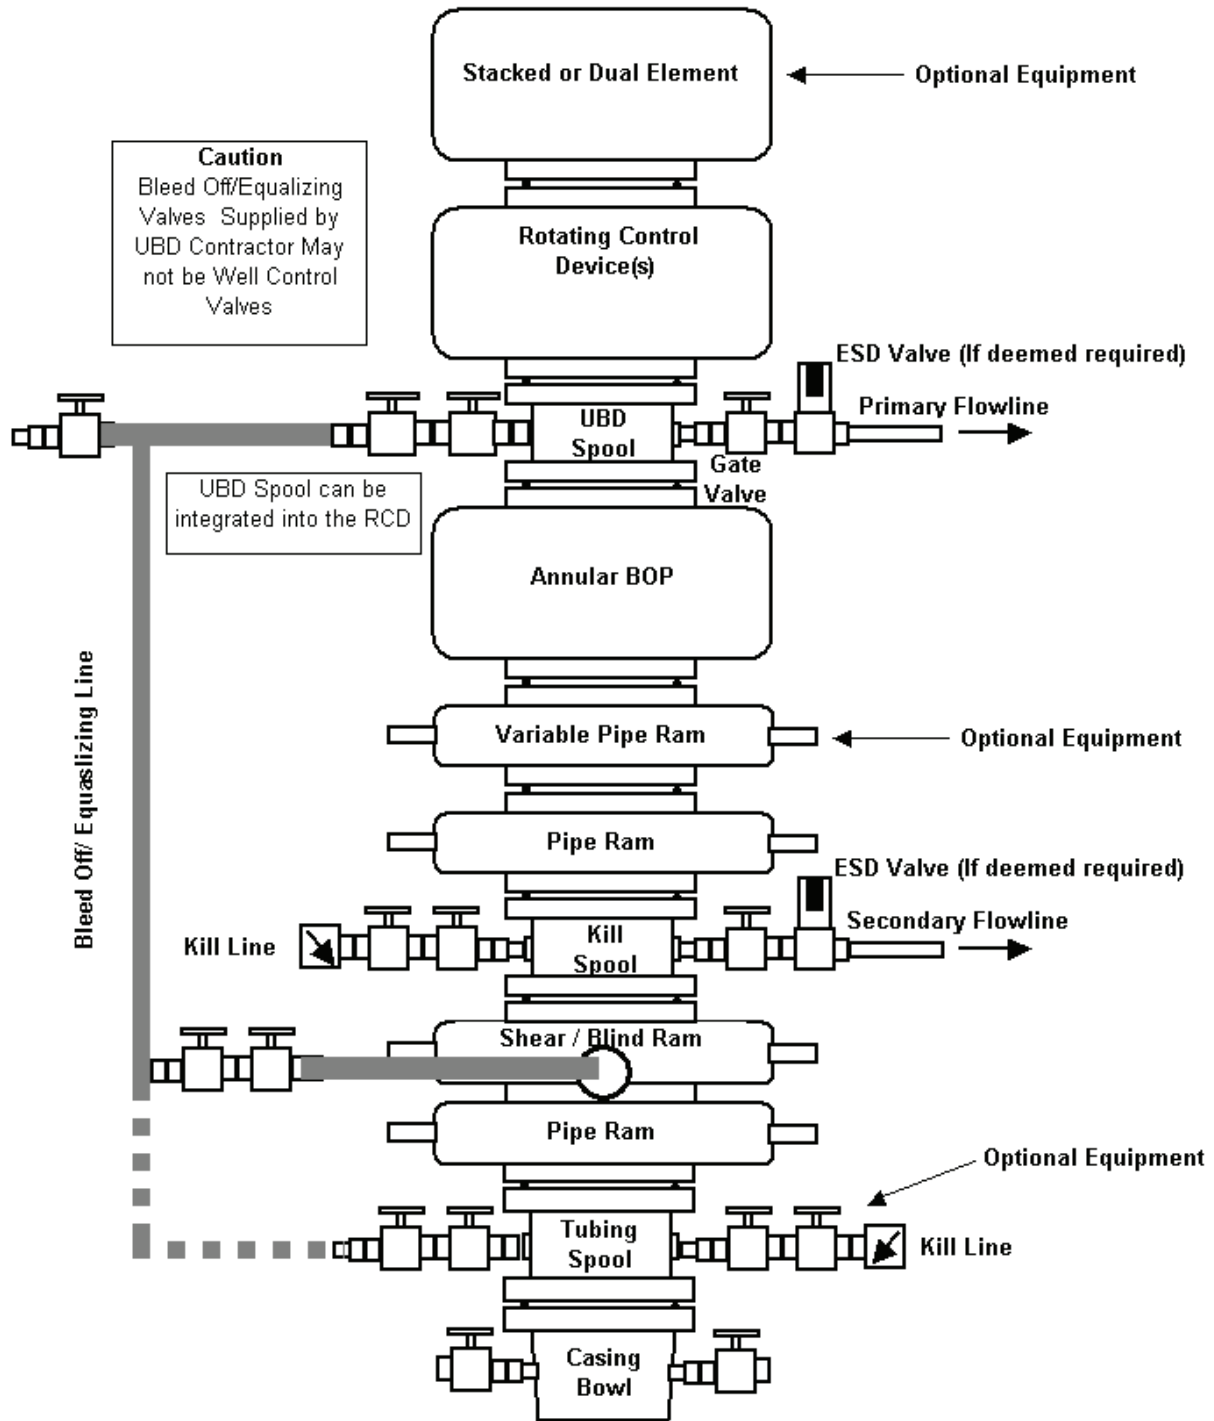 Stacked or Dual Element
Optional Equipment
Caution
Bleed Off/Equalizing
Valves Supplied by
UBD Contractor May
not be Well Control
Valves
Rotating Control
Device(s)
ESD Valve (If deemed required)
Primary Flowline
UBD
Spool
Gate
Valve
UBD Spool can be
integrated into the RCD
Annular BOP
Bleed Off/ Equaslizing Line
Variable Pipe Ram
Optional Equipment
Pipe Ram
ESD Valve (If deemed required)
Secondary Flowline
Kill Line
Kill
Spool
Shear / Blind Ram
Pipe Ram
Optional Equipment
Tubing
Spool
Kill Line
Casing
Bowl